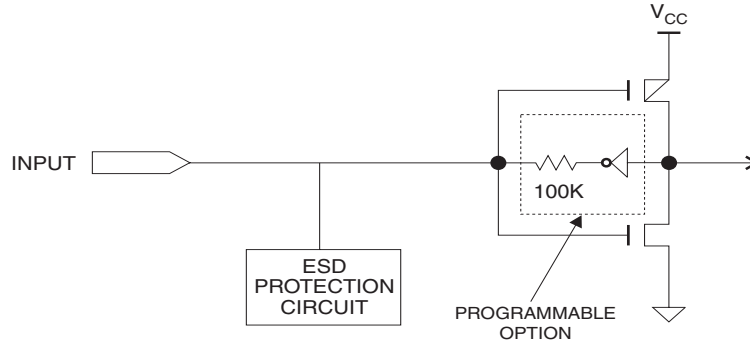 VCC
INPUT
100K
ESD
PROTECTION
CIRCUIT
PROGRAMMABLE
OPTION